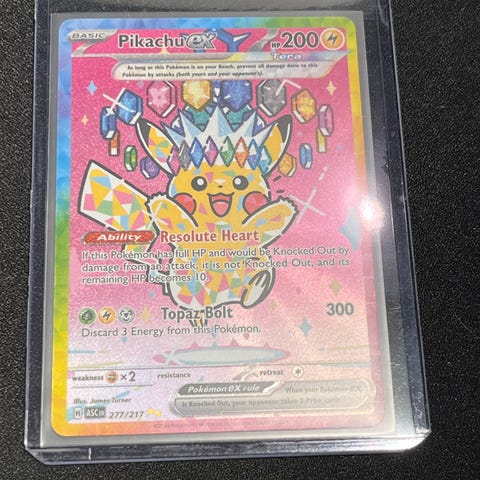 BASIC Pikachu ex HP 200
Tera
As long as this Pokémon is on your Bench, prevent all damage done to this
Pokémon by attacks (both yours and your opponent's).
Ability Resolute Heart
If this Pokémon has full HP and would be Knocked Out by
damage from an attack, it is not Knocked Out, and its
remaining HP becomes 10.
Topaz Bolt 300
Discard 3 Energy from this Pokémon.
weakness ×2 resistance retreat
Pokémon ex rule When your Pokémon ex
is Knocked Out, your opponent takes 2 Prize cards.
Illus. James Turner
H ASC EN 277/217